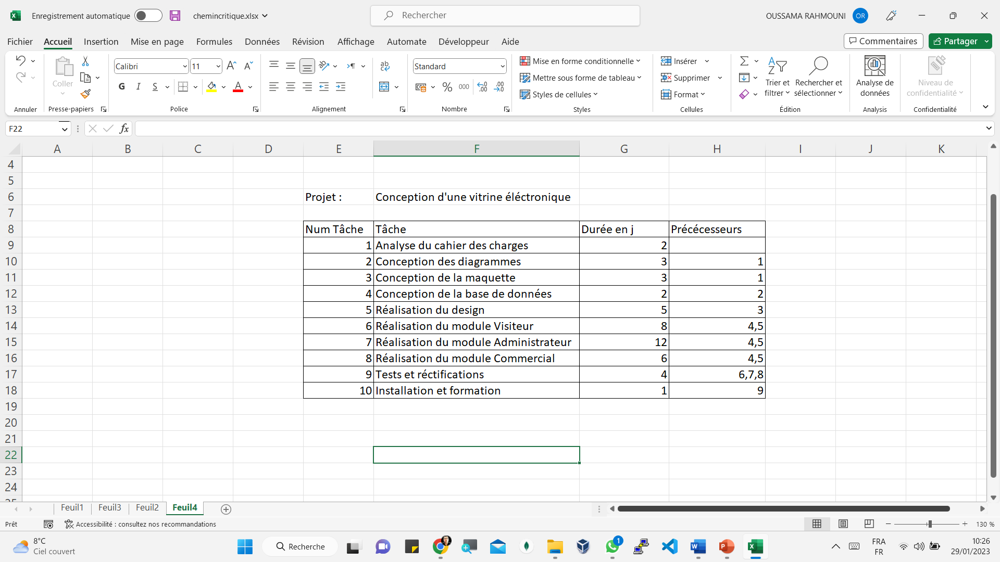 Enregistrement automatique chemincritique.xlsx Rechercher OUSSAMA RAHMOUNI OR
Fichier Accueil Insertion Mise en page Formules Données Révision Affichage Automate Développeur Aide Commentaires Partager
Calibri 11 Standard Mise en forme conditionnelle Insérer
Coller G I S % 000 Mettre sous forme de tableau Supprimer Trier et filtrer Rechercher et sélectionner Analyse de données Niveau de confidentialité
Styles de cellules Format
Annuler Presse-papiers Police Alignement Nombre Styles Cellules Édition Analysis Confidentialité
F22 fx
A B C D E F G H I J K
4
5
6 Projet : Conception d'une vitrine éléctronique
7
8 Num Tâche Tâche Durée en j Précécesseurs
9 1 Analyse du cahier des charges 2
10 2 Conception des diagrammes 3 1
11 3 Conception de la maquette 3 1
12 4 Conception de la base de données 2 2
13 5 Réalisation du design 5 3
14 6 Réalisation du module Visiteur 8 4,5
15 7 Réalisation du module Administrateur 12 4,5
16 8 Réalisation du module Commercial 6 4,5
17 9 Tests et réctifications 4 6,7,8
18 10 Installation et formation 1 9
19
20
21
22
23
24
25
Feuil1 Feuil3 Feuil2 Feuil4
Prêt Accessibilité : consultez nos recommandations 130 %
8°C Recherche 1 FRA 10:26
Ciel couvert FR 29/01/2023